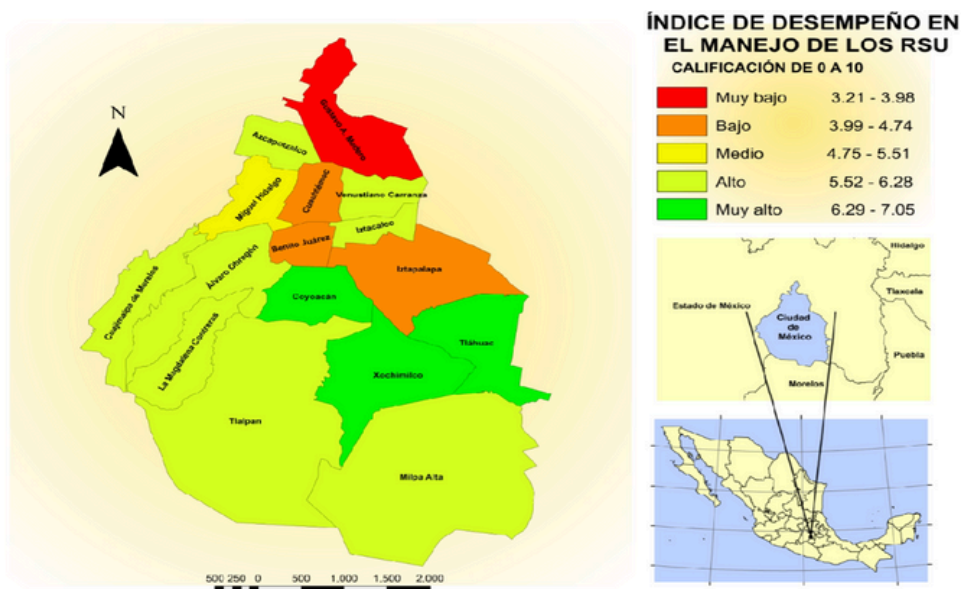 ÍNDICE DE DESEMPEÑO EN
EL MANEJO DE LOS RSU
CALIFICACIÓN DE 0 A 10
Muy bajo 3.21 - 3.98
Bajo 3.99 - 4.74
Medio 4.75 - 5.51
Alto 5.52 - 6.28
Muy alto 6.29 - 7.05
N
Gustavo A. Madero
Azcapotzalco
Miguel Hidalgo
Cuauhtémoc
Venustiano Carranza
Iztacalco
Benito Juárez
Iztapalapa
Cuajimalpa de Morelos
Álvaro Obregón
La Magdalena Contreras
Coyoacán
Tláhuac
Xochimilco
Tlalpan
Milpa Alta
500 250 0 500 1,000 1,500 2,000
Hidalgo
Tlaxcala
Estado de México
Ciudad
de
México
Puebla
Morelos